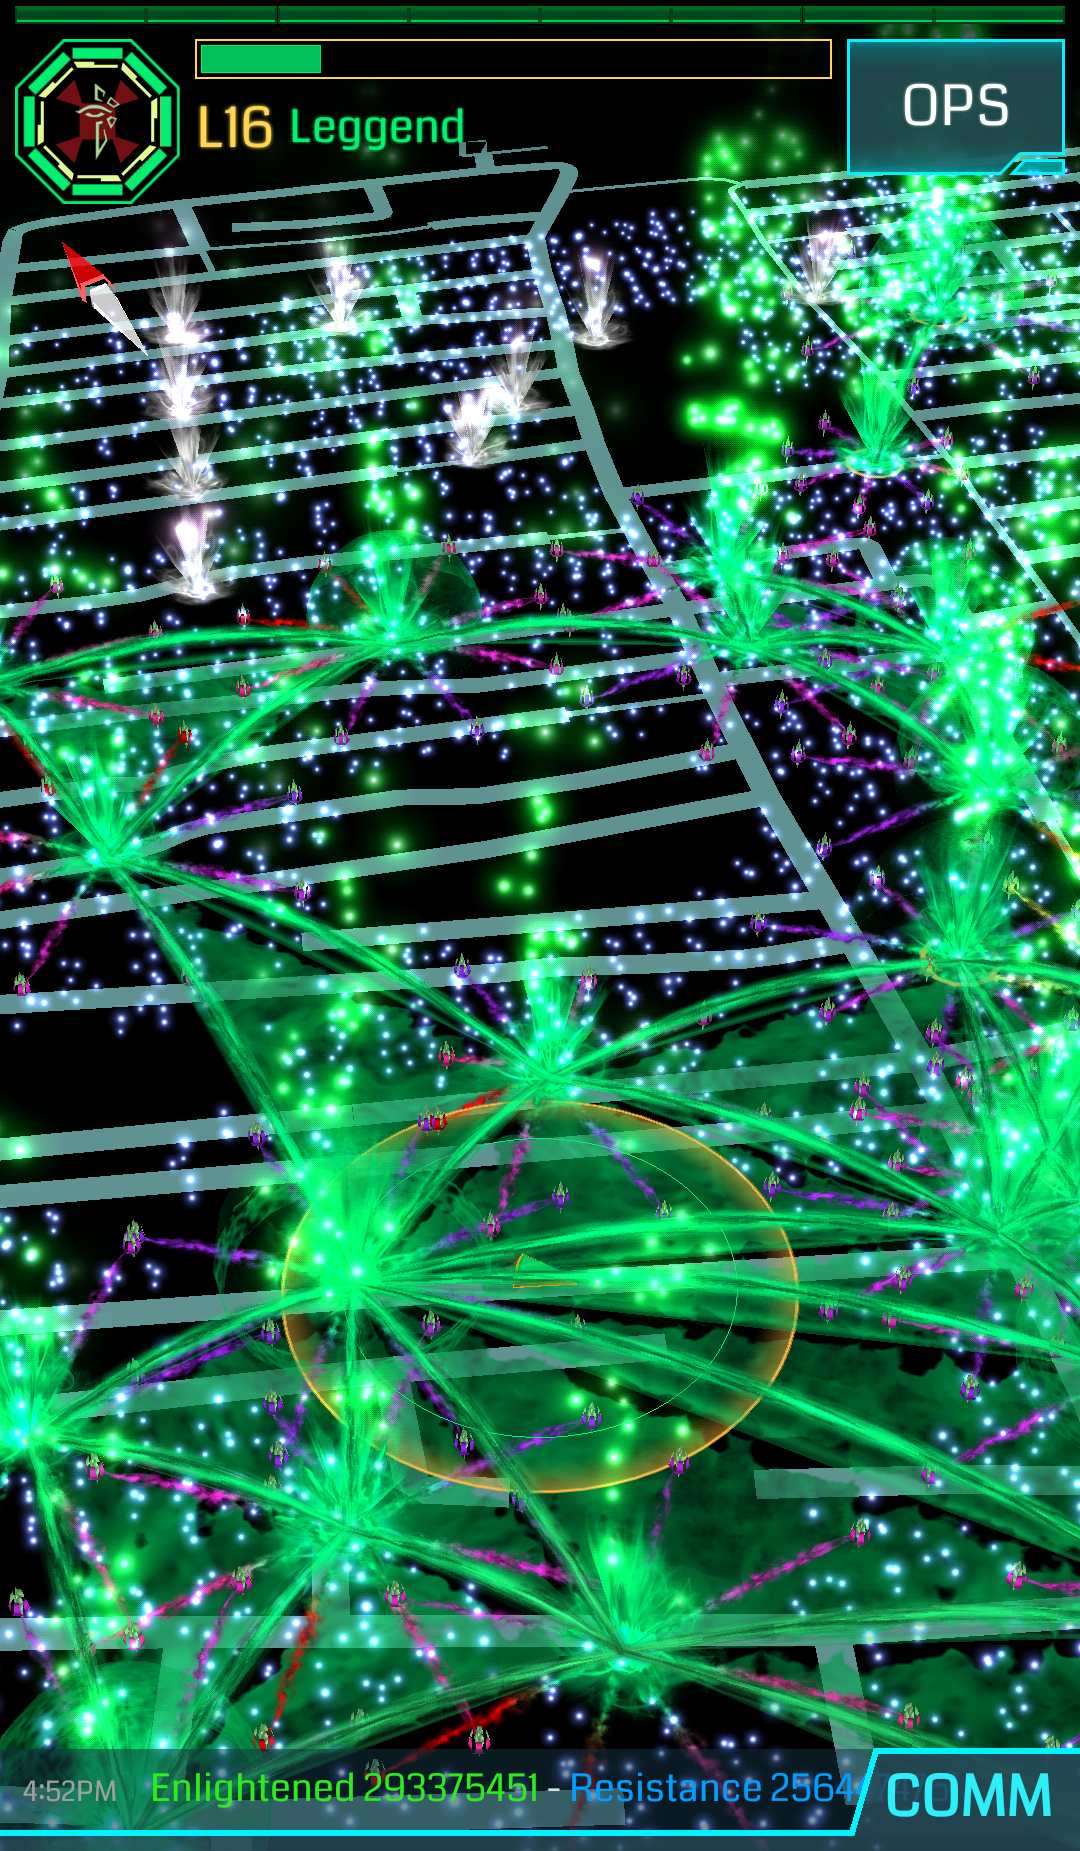 OPS
L16 Leggend
4:52PM Enlightened 293375451 - Resistance 2564
COMM